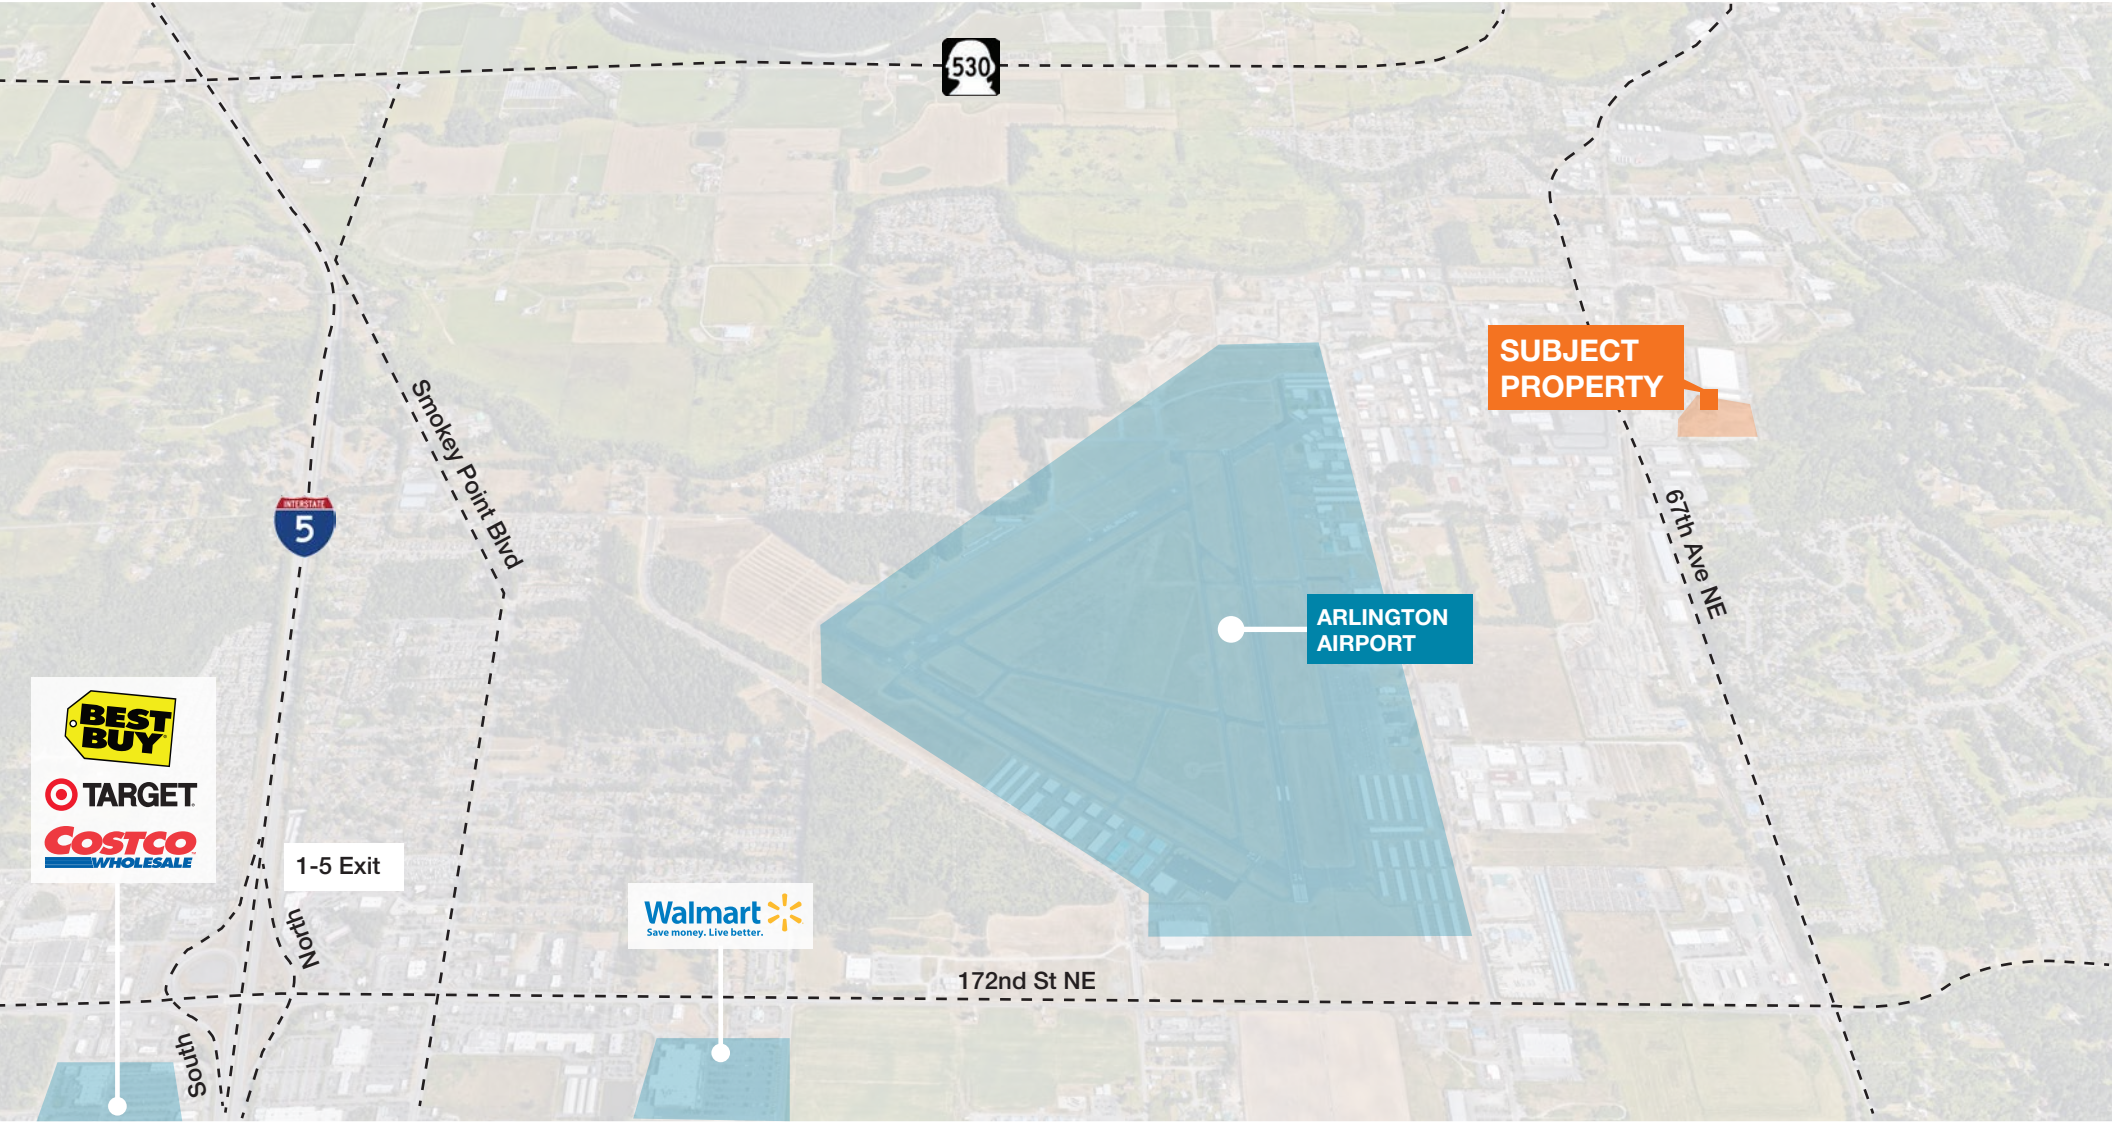 530
SUBJECT
PROPERTY
Smokey Point Blvd
INTERSTATE
5
67th Ave NE
ARLINGTON
AIRPORT
BEST
BUY
TARGET
COSTCO
WHOLESALE
1-5 Exit
North
Walmart
Save money. Live better.
172nd St NE
South